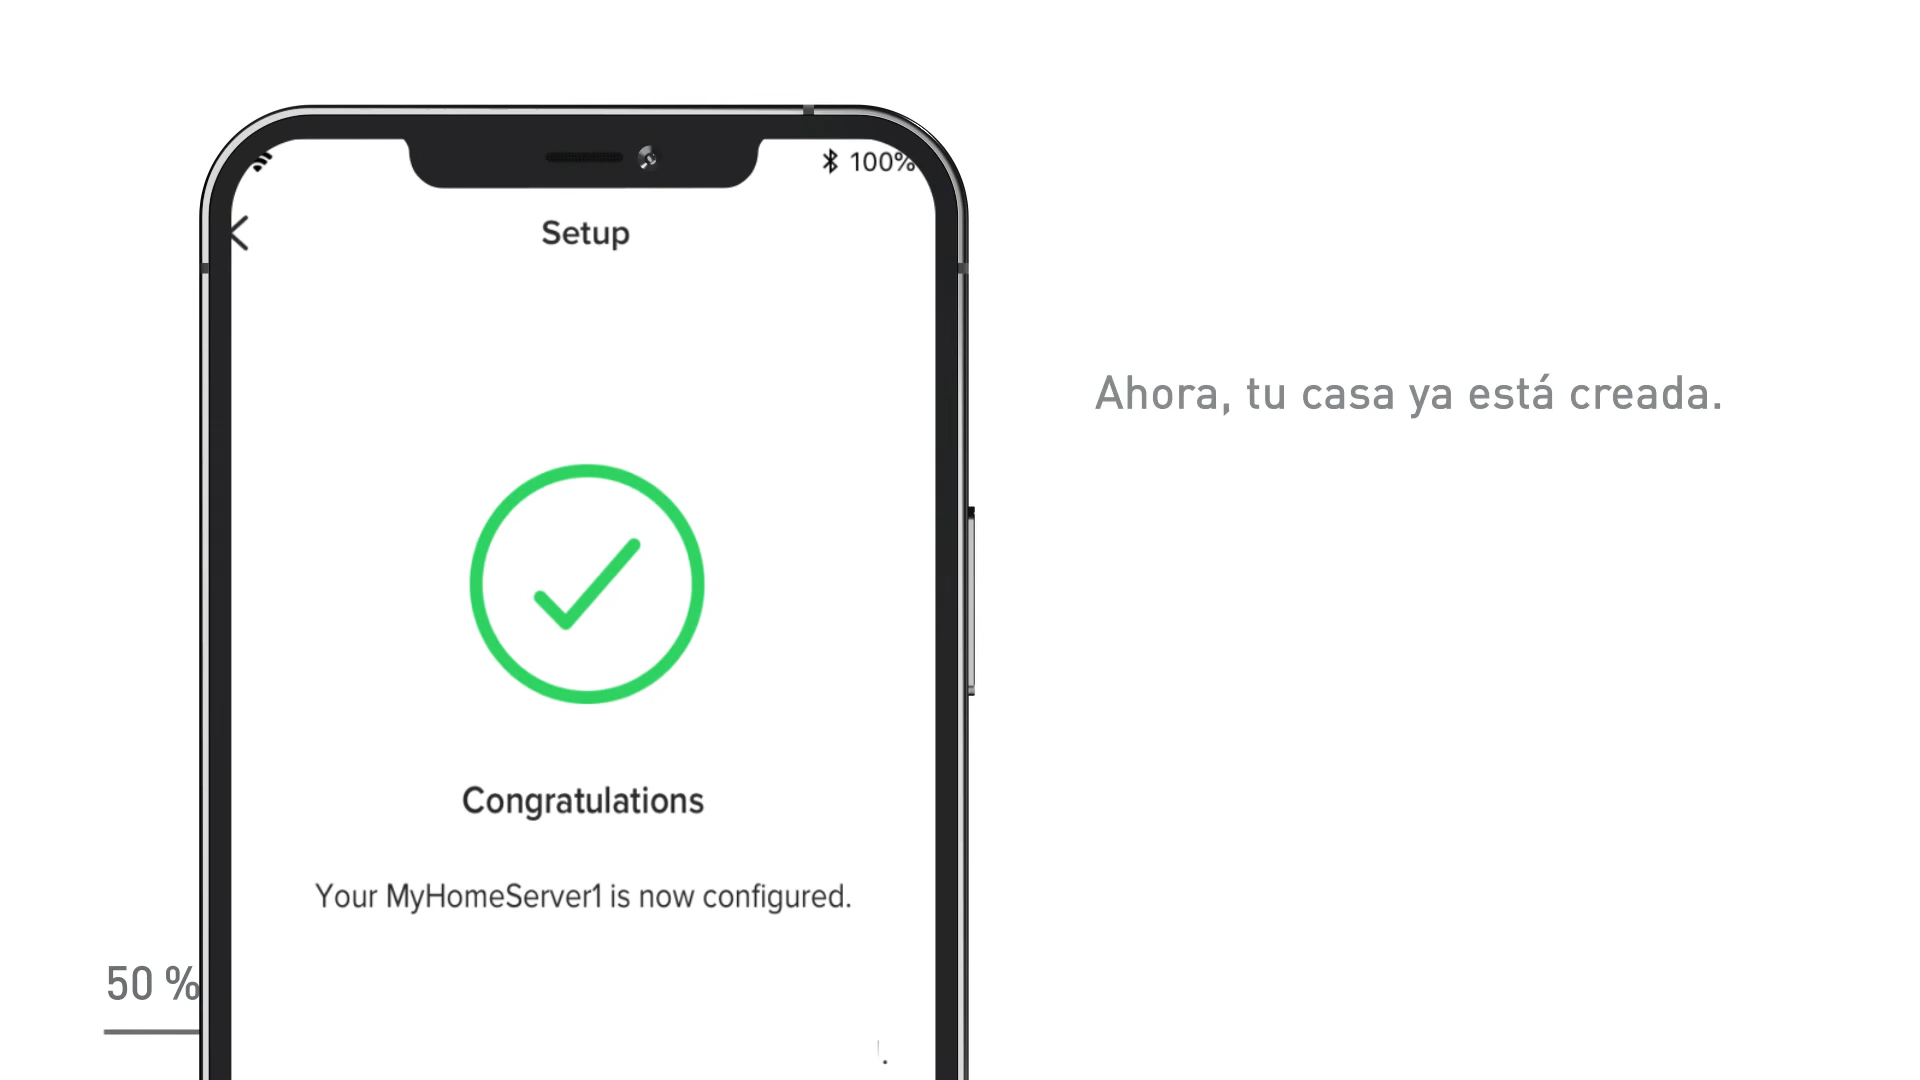 100%
Setup
Congratulations
Your MyHomeServer1 is now configured.
50 %
Ahora, tu casa ya está creada.